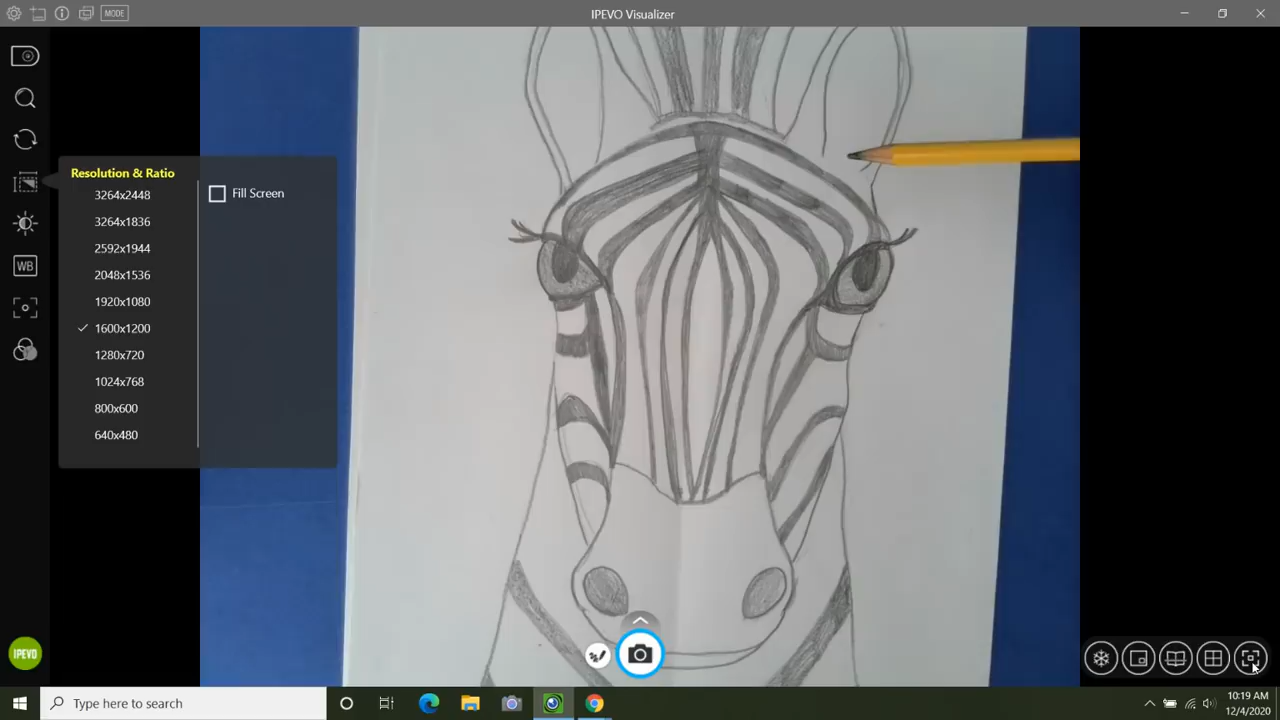 MODE
IPEVO Visualizer
Resolution & Ratio
3264x2448
Fill Screen
3264x1836
2592x1944
2048x1536
1920x1080
1600x1200
1280x720
1024x768
800x600
640x480
WB
IPEVO
Type here to search
10:19 AM
12/4/2020